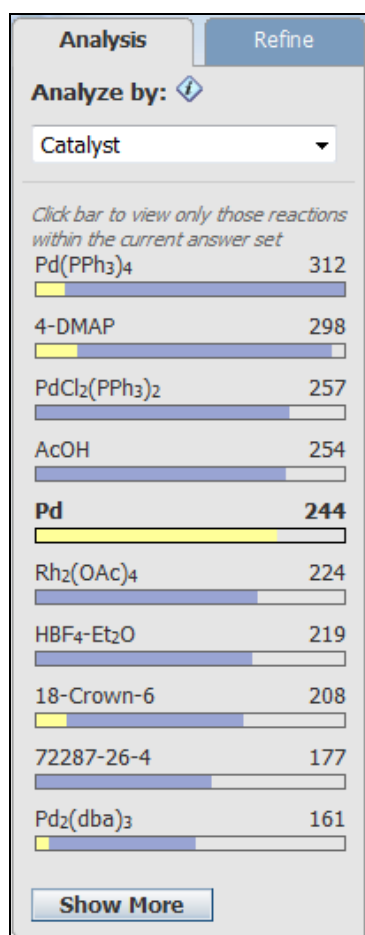 Analysis Refine
Analyze by:
Catalyst
Click bar to view only those reactions
within the current answer set
Pd(PPh₃)₄ 312
4-DMAP 298
PdCl₂(PPh₃)₂ 257
AcOH 254
Pd 244
Rh₂(OAc)₄ 224
HBF₄-Et₂O 219
18-Crown-6 208
72287-26-4 177
Pd₂(dba)₃ 161
Show More